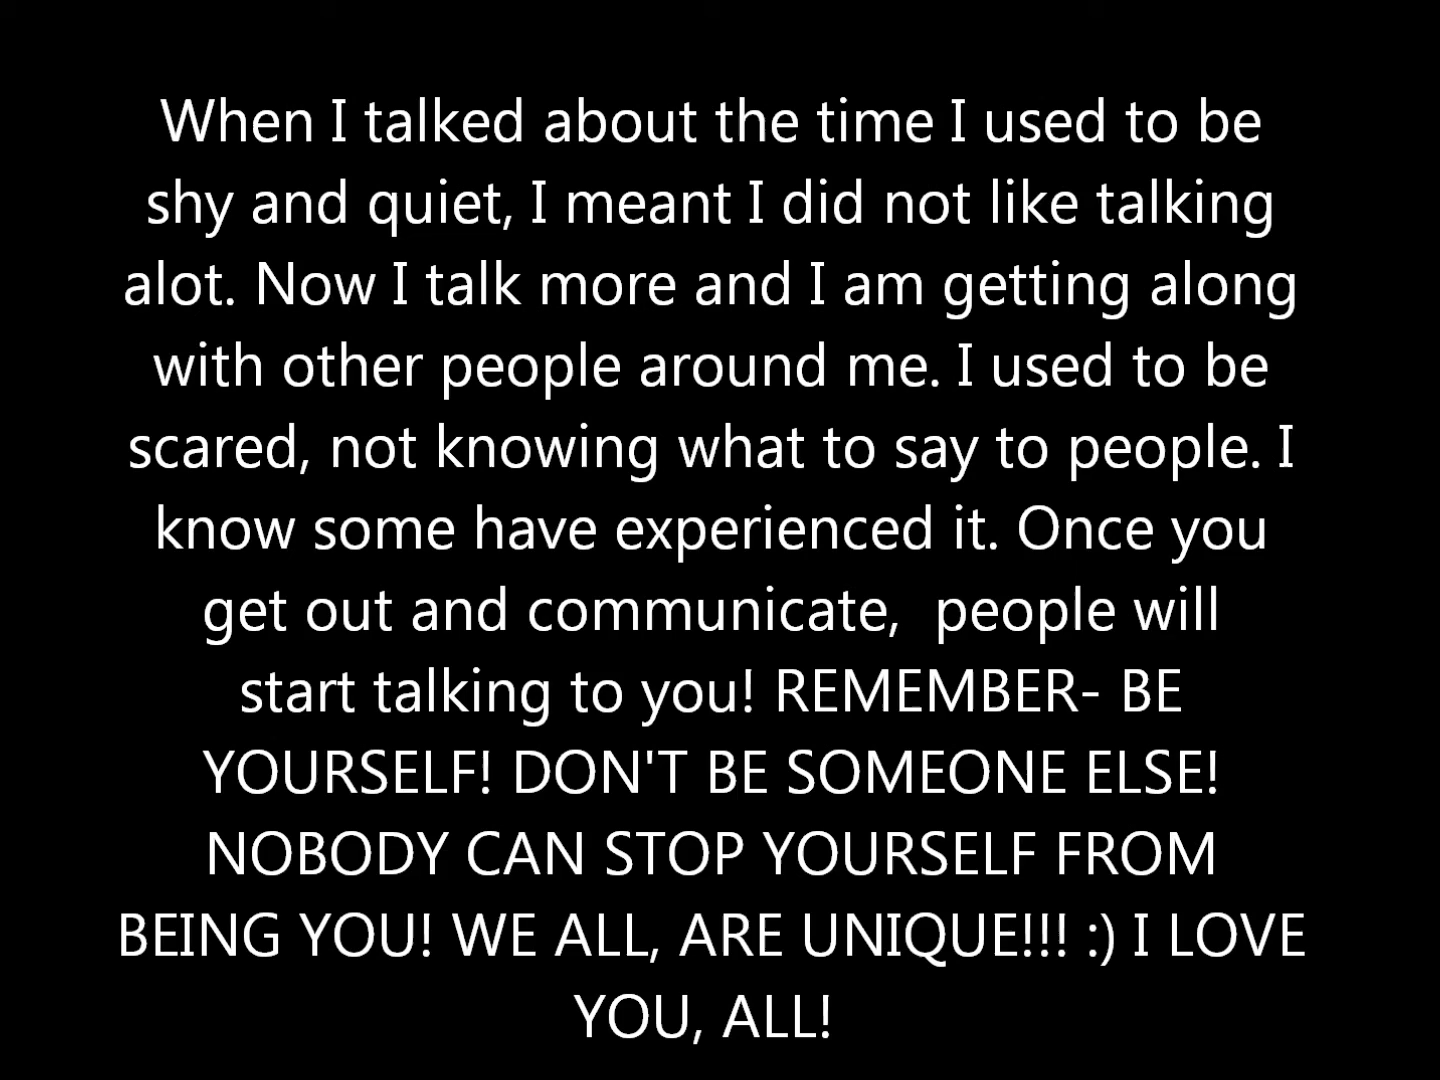 When I talked about the time I used to be
shy and quiet, I meant I did not like talking
alot. Now I talk more and I am getting along
with other people around me. I used to be
scared, not knowing what to say to people. I
know some have experienced it. Once you
get out and communicate,  people will
start talking to you! REMEMBER- BE
YOURSELF! DON'T BE SOMEONE ELSE!
NOBODY CAN STOP YOURSELF FROM
BEING YOU! WE ALL, ARE UNIQUE!!! :) I LOVE
YOU, ALL!